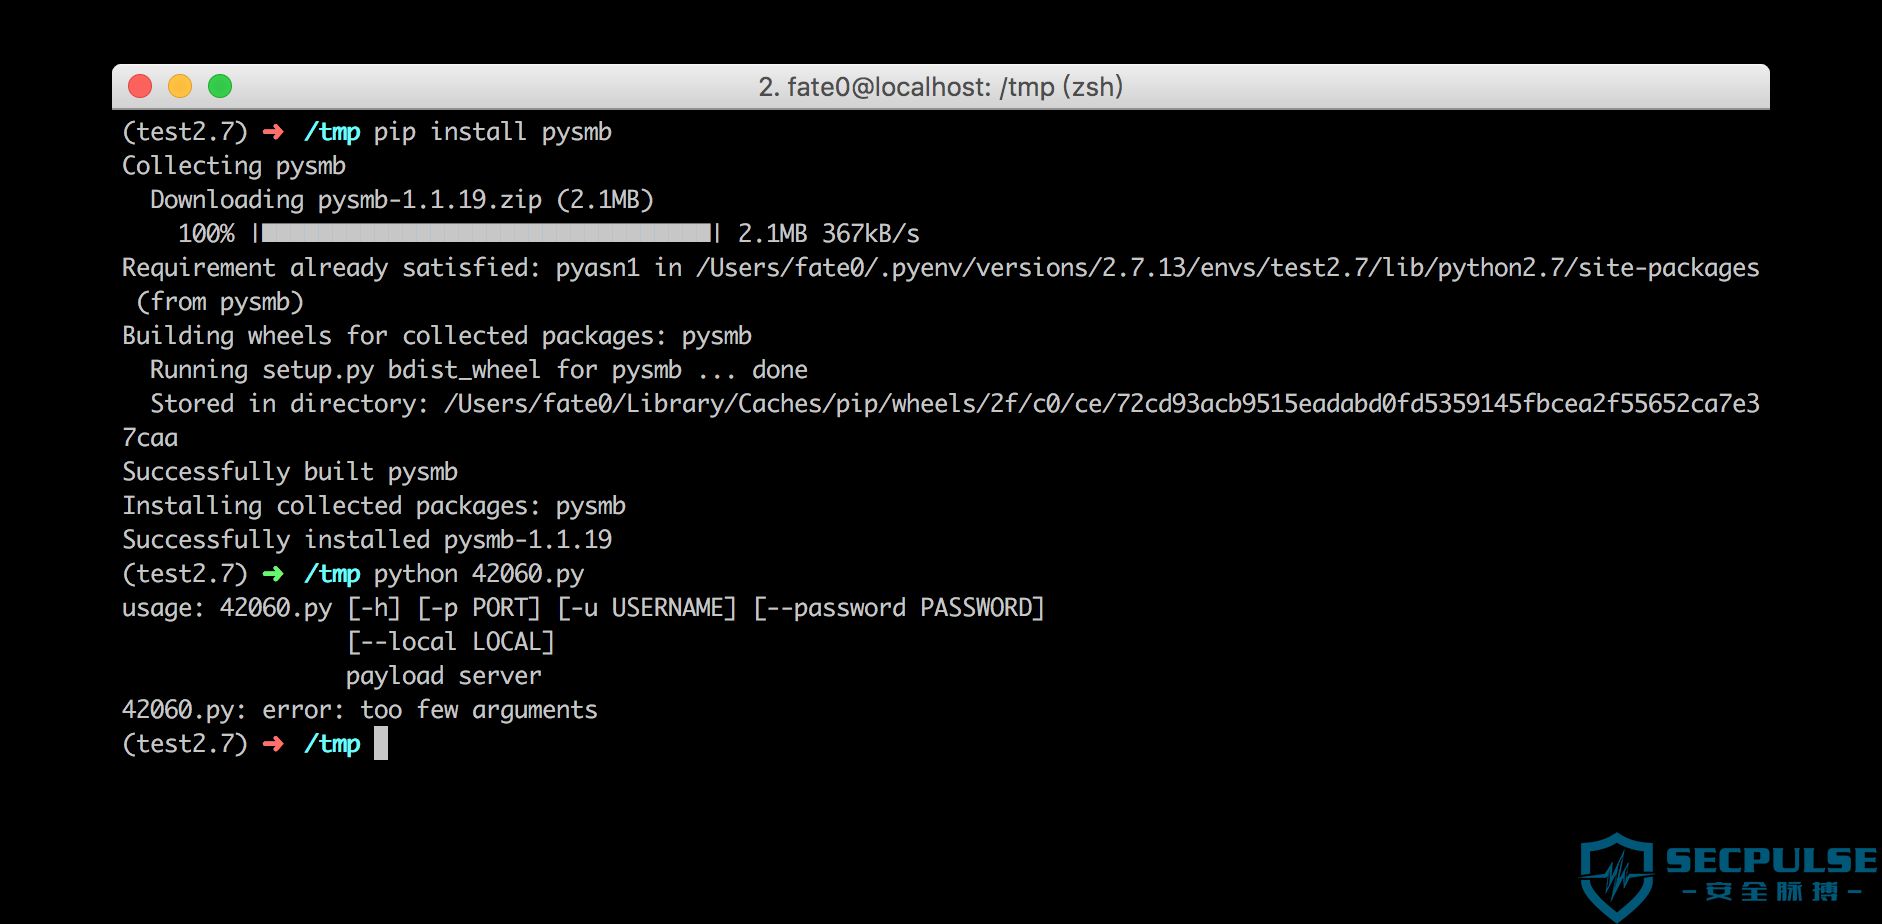 2. fate0@localhost: /tmp (zsh)
(test2.7) ➜ /tmp pip install pysmb
Collecting pysmb
Downloading pysmb-1.1.19.zip (2.1MB)
100% |████████████████████████████████| 2.1MB 367kB/s
Requirement already satisfied: pyasn1 in /Users/fate0/.pyenv/versions/2.7.13/envs/test2.7/lib/python2.7/site-packages
(from pysmb)
Building wheels for collected packages: pysmb
Running setup.py bdist_wheel for pysmb ... done
Stored in directory: /Users/fate0/Library/Caches/pip/wheels/2f/c0/ce/72cd93acb9515eadabd0fd5359145fbcea2f55652ca7e3
7caa
Successfully built pysmb
Installing collected packages: pysmb
Successfully installed pysmb-1.1.19
(test2.7) ➜ /tmp python 42060.py
usage: 42060.py [-h] [-p PORT] [-u USERNAME] [--password PASSWORD]
[--local LOCAL]
payload server
42060.py: error: too few arguments
(test2.7) ➜ /tmp
SECPULSE
-安全脉搏-